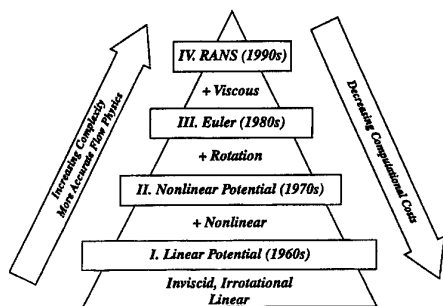 IV. RANS (1990s)
+ Viscous
III. Euler (1980s)
+ Rotation
II. Nonlinear Potential (1970s)
+ Nonlinear
I. Linear Potential (1960s)
Inviscid, Irrotational
Linear
Increasing Complexity
More Accurate Flow Physics
Decreasing Computational Costs